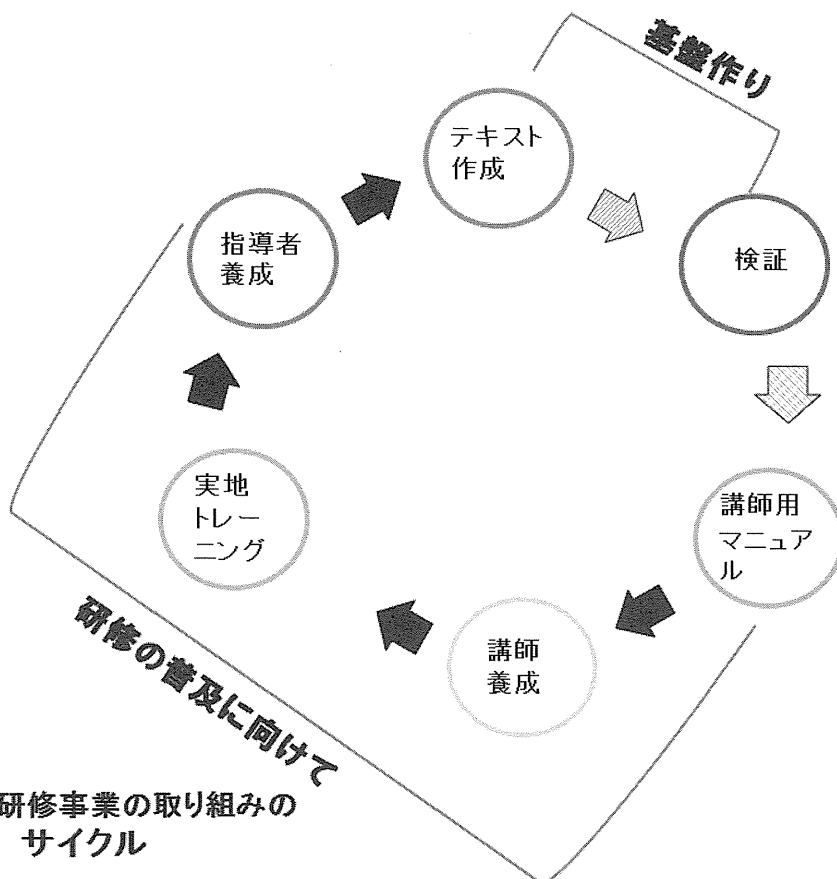 基盤作り
テキスト
作成
検証
講師用
マニュア
ル
講師
養成
実地
トレー
ニング
指導者
養成
研修の普及に向けて
研修事業の取り組みの
サイクル